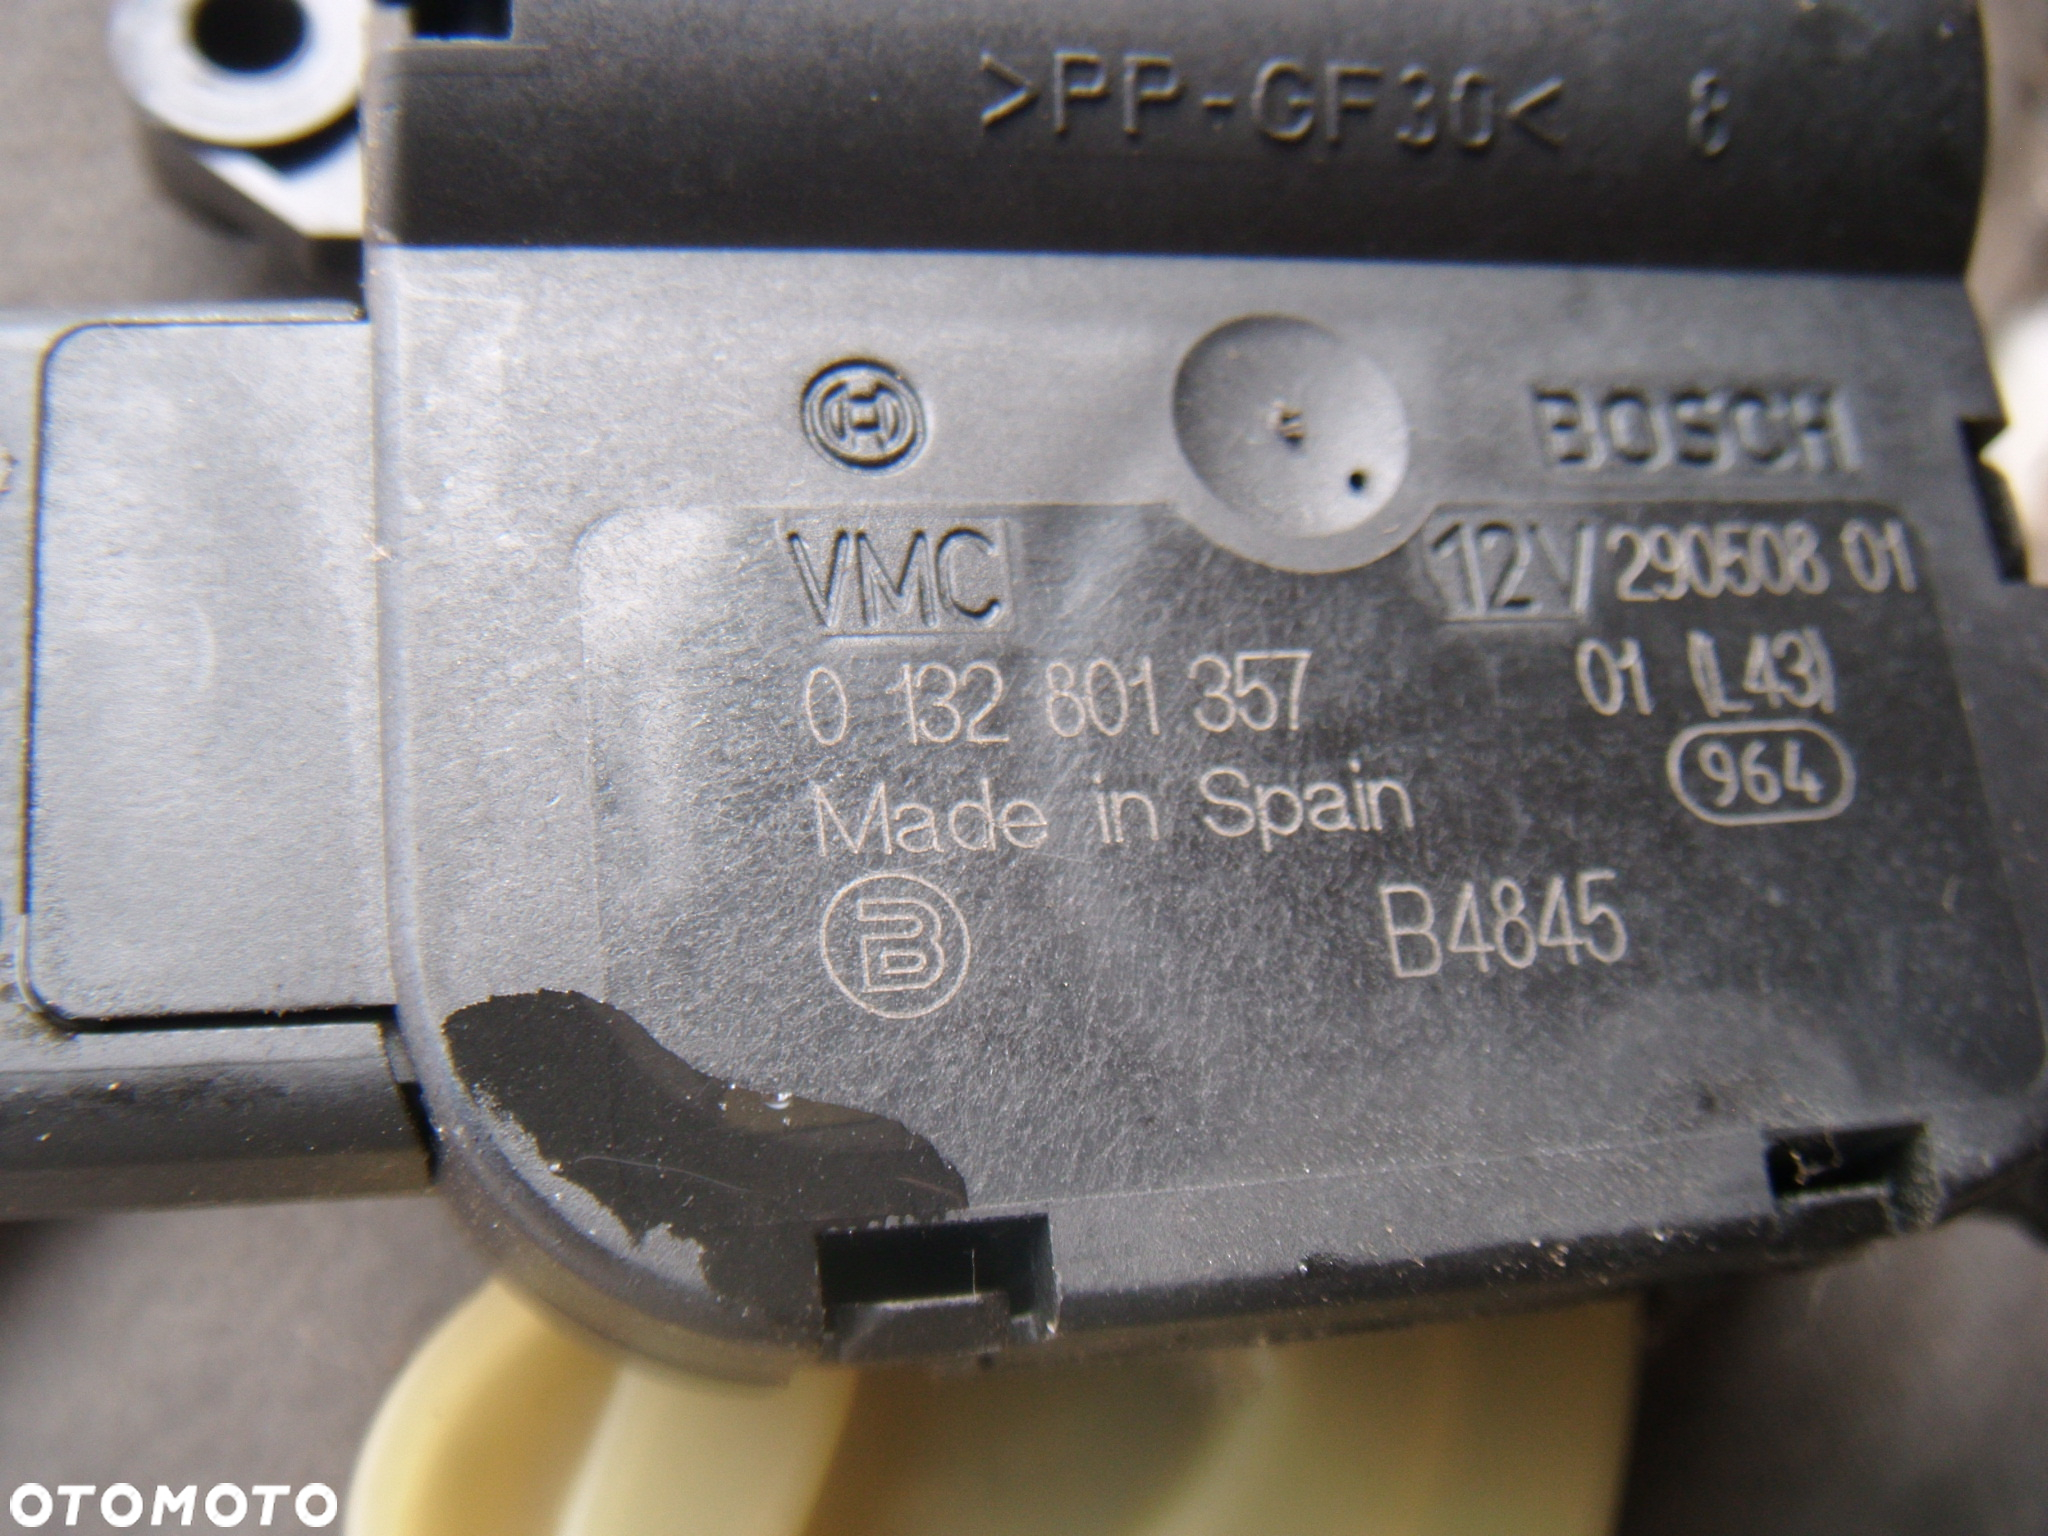 >PP-GF30< 8
BOSCH
VMC 12V 290508 01
0 132 801 357 01 (L43)
Made in Spain 964
B B4845
OTOMOTO